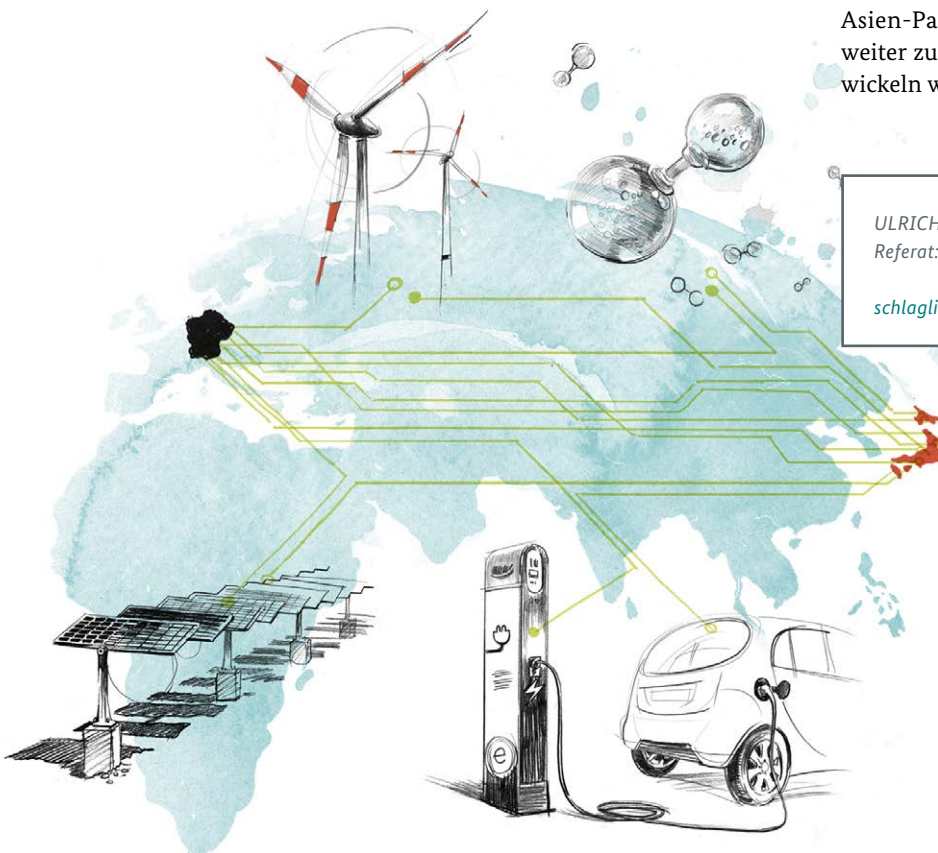 Asien-Pa
weiter zu
wickeln w
ULRICH
Referat:
schlagli
e